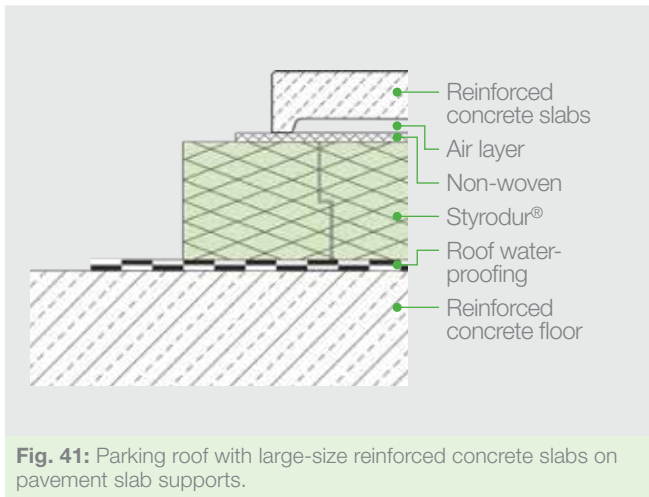 Reinforced
concrete slabs
Air layer
Non-woven
Styrodur®
Roof water-
proofing
Reinforced
concrete floor
Fig. 41: Parking roof with large-size reinforced concrete slabs on
pavement slab supports.